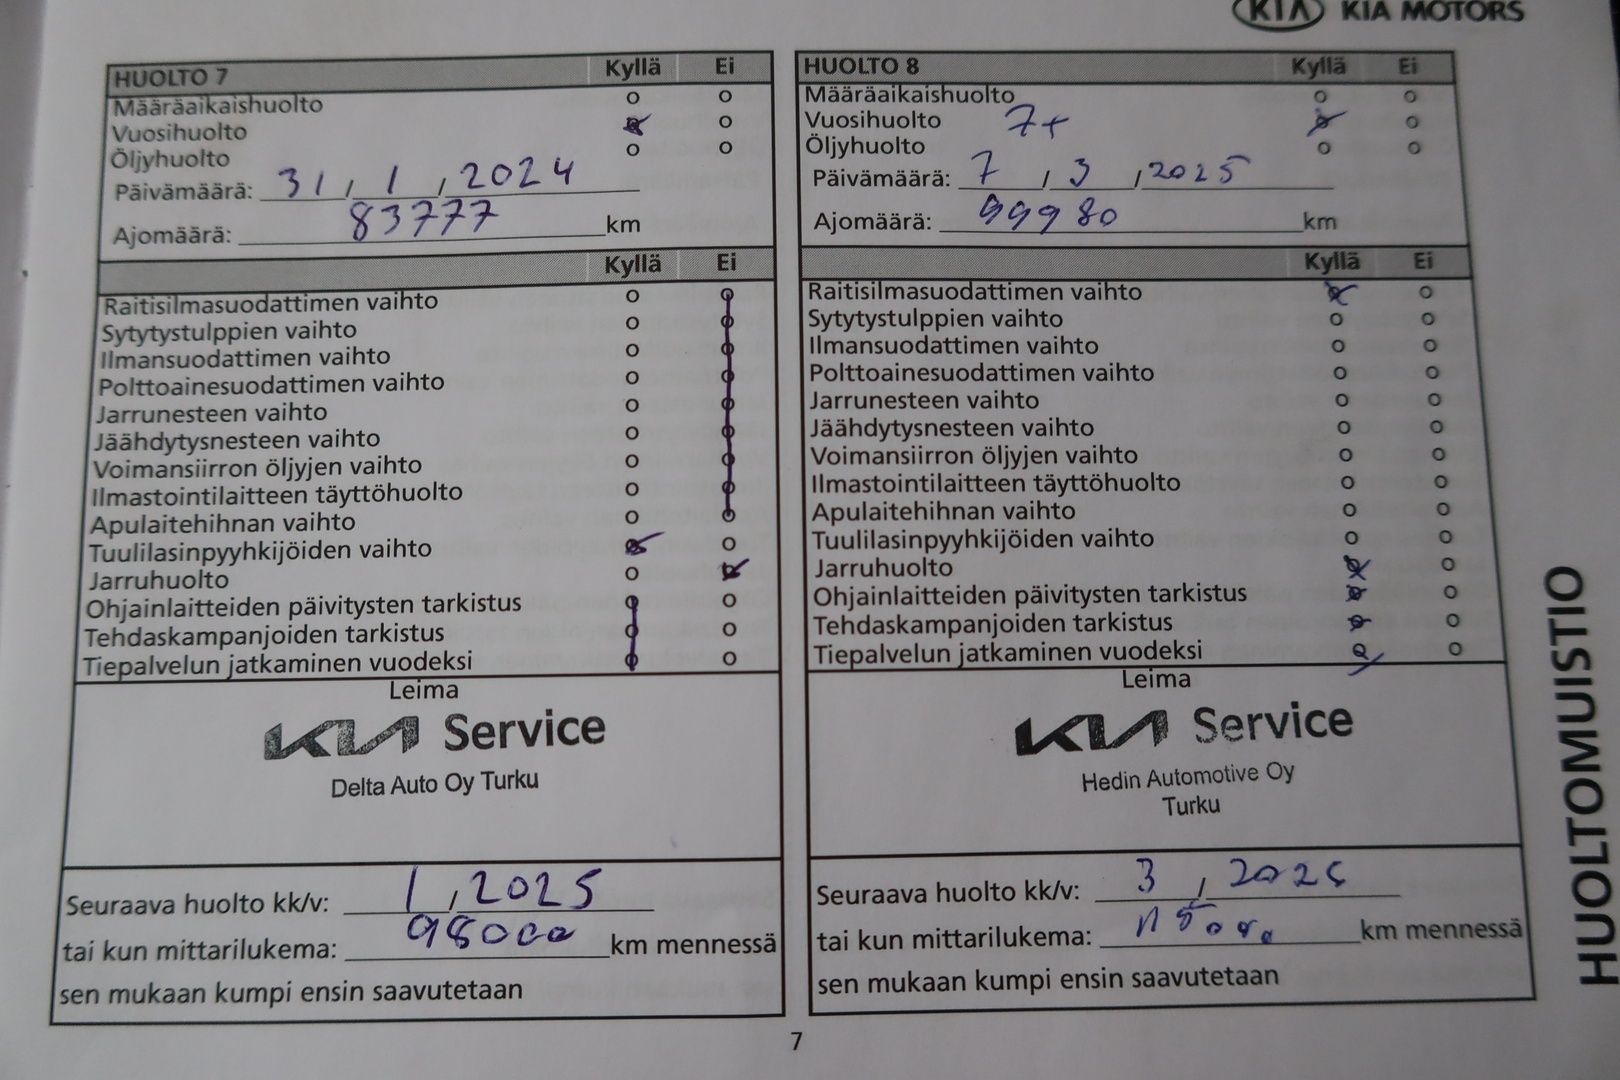 KIA KIA MOTORS
HUOLTO 7 Kyllä Ei
Määräaikaishuolto
Vuosihuolto
Öljyhuolto
Päivämäärä: 31 / 1 / 2024
Ajomäärä: 83777 km
Kyllä Ei
Raitisilmasuodattimen vaihto
Sytytystulppien vaihto
Ilmansuodattimen vaihto
Polttoainesuodattimen vaihto
Jarrunesteen vaihto
Jäähdytysnesteen vaihto
Voimansiirron öljyjen vaihto
Ilmastointilaitteen täyttöhuolto
Apulaitehihnan vaihto
Tuulilasinpyyhkijöiden vaihto
Jarruhuolto
Ohjainlaitteiden päivitysten tarkistus
Tehdaskampanjoiden tarkistus
Tiepalvelun jatkaminen vuodeksi
Leima
KIA Service
Delta Auto Oy Turku
Seuraava huolto kk/v: 1 / 2025
tai kun mittarilukema: 98000 km mennessä
sen mukaan kumpi ensin saavutetaan
HUOLTO 8 Kyllä Ei
Määräaikaishuolto
Vuosihuolto 7+
Öljyhuolto
Päivämäärä: 7 / 3 / 2025
Ajomäärä: 99980 km
Kyllä Ei
Raitisilmasuodattimen vaihto
Sytytystulppien vaihto
Ilmansuodattimen vaihto
Polttoainesuodattimen vaihto
Jarrunesteen vaihto
Jäähdytysnesteen vaihto
Voimansiirron öljyjen vaihto
Ilmastointilaitteen täyttöhuolto
Apulaitehihnan vaihto
Tuulilasinpyyhkijöiden vaihto
Jarruhuolto
Ohjainlaitteiden päivitysten tarkistus
Tehdaskampanjoiden tarkistus
Tiepalvelun jatkaminen vuodeksi
Leima
KIA Service
Hedin Automotive Oy
Turku
Seuraava huolto kk/v: 3 /
tai kun mittarilukema: km mennessä
sen mukaan kumpi ensin saavutetaan
HUOLTOMUISTIO
7